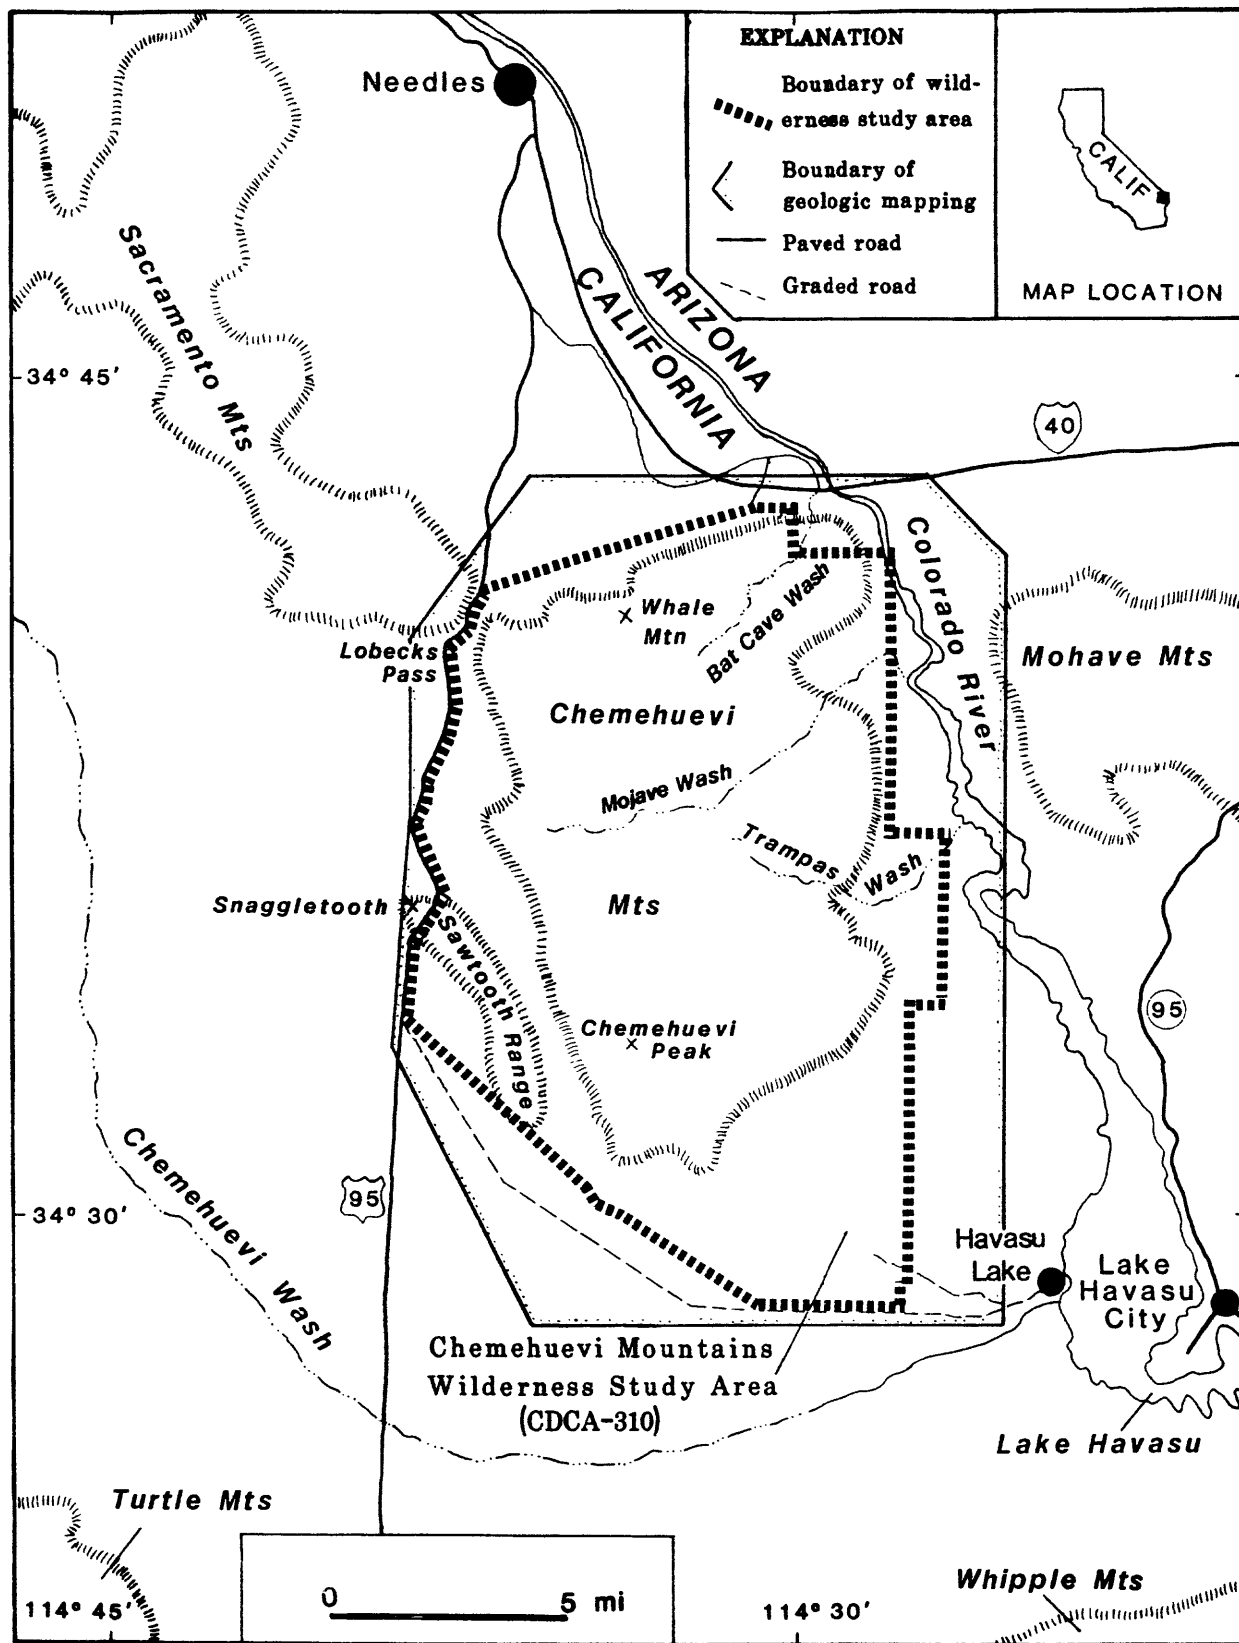 EXPLANATION
Boundary of wild-
erness study area
Boundary of
geologic mapping
Paved road
Graded road
CALIF
MAP LOCATION
Needles
Sacramento Mts
ARIZONA
CALIFORNIA
34° 45'
40
Colorado River
Whale
Mtn
Bat Cave Wash
Lobecks
Pass
Mohave Mts
Chemehuevi
Mojave Wash
Trampas
Wash
Snaggletooth
Mts
Sawtooth Range
95
Chemehuevi
Peak
Chemehuevi Wash
95
34° 30'
Havasu
Lake
Lake
Havasu
City
Chemehuevi Mountains
Wilderness Study Area
(CDCA-310)
Lake Havasu
Turtle Mts
Whipple Mts
0
5 mi
114° 45'
114° 30'